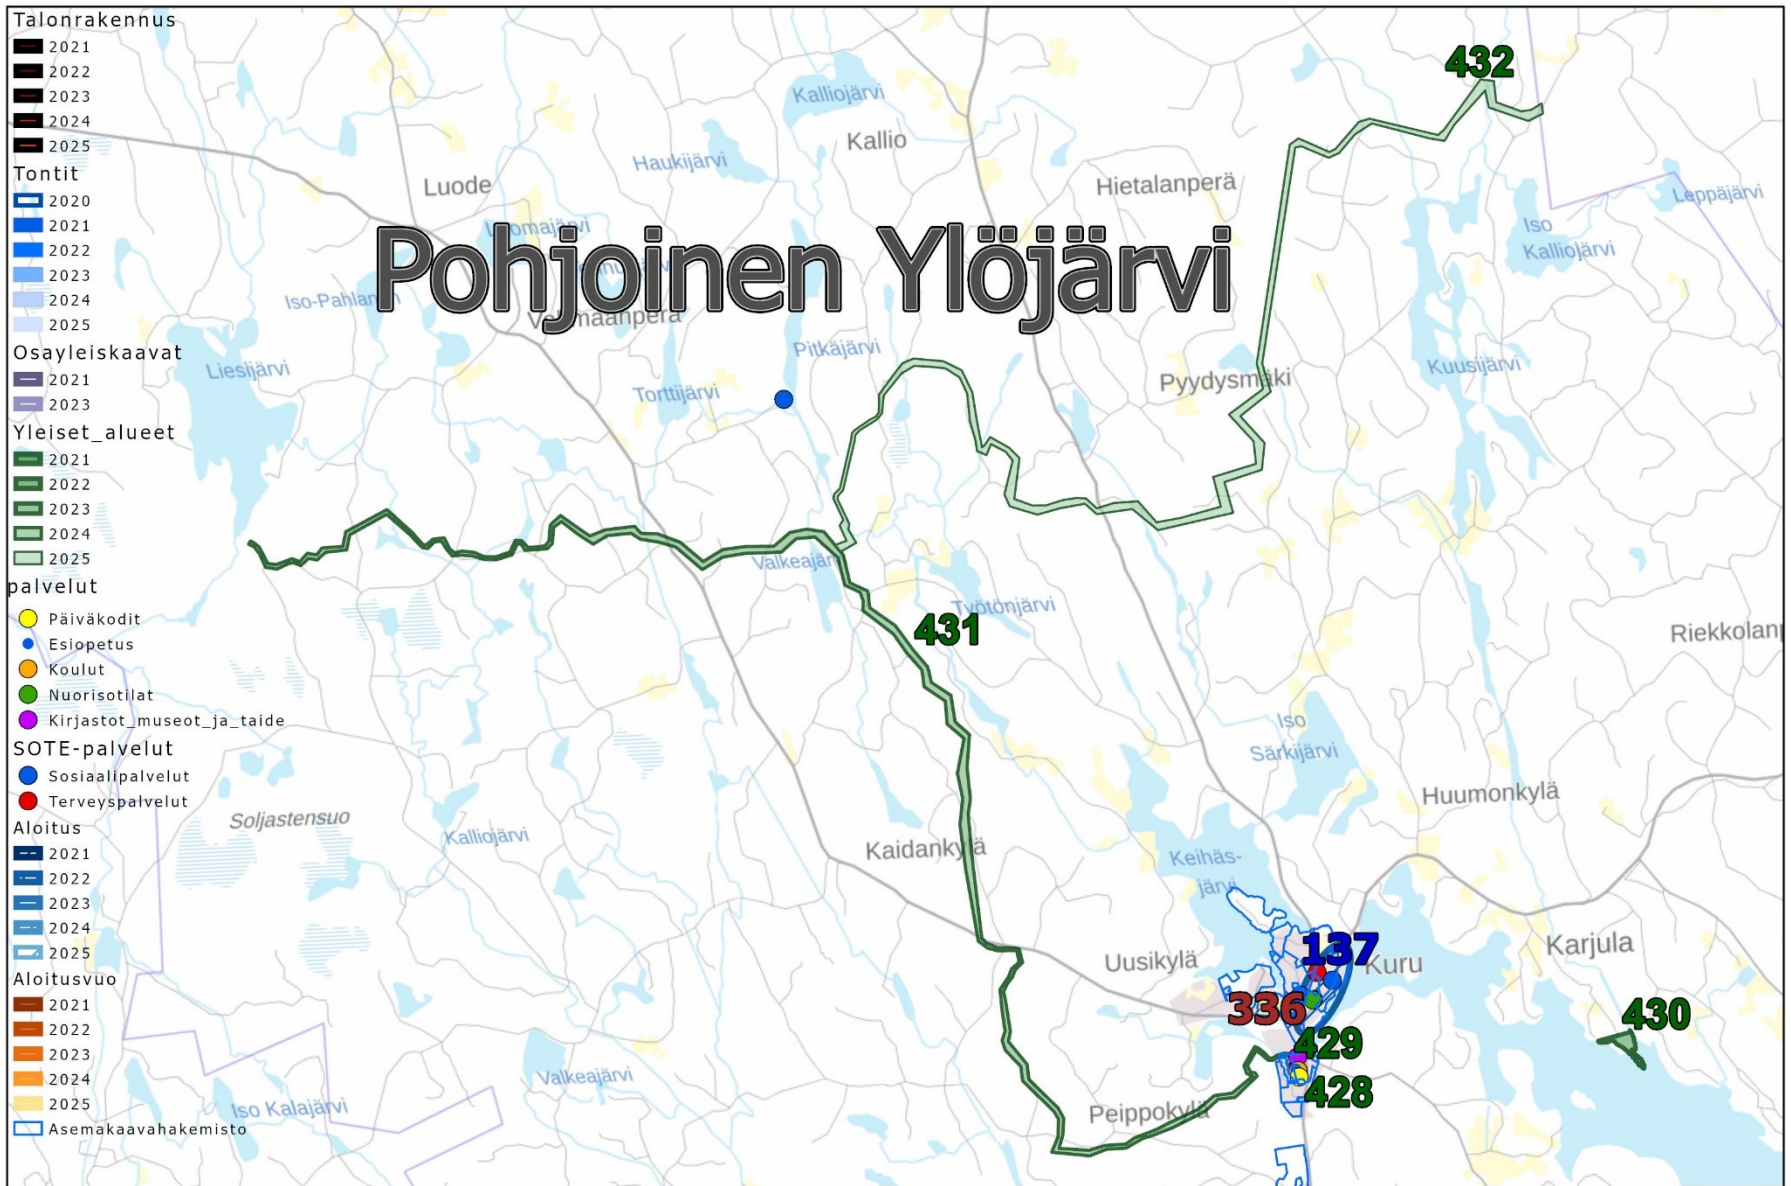 Talonrakennus
2021
2022
2023
2024
2025
Tontit
2020
2021
2022
2023
2024
2025
Osayleiskaavat
2021
2023
Yleiset_alueet
2021
2022
2023
2024
2025
palvelut
Päiväkodit
Esiopetus
Koulut
Nuorisotilat
Kirjastot_museot_ja_taide
SOTE-palvelut
Sosiaalipalvelut
Terveyspalvelut
Aloitus
2021
2022
2023
2024
2025
Aloitusvuo
2021
2022
2023
2024
2025
Asemakaavahakemisto
Pohjoinen Ylöjärvi
432
Kalliojärvi
Kallio
Haukijärvi
Luode
Hietalanperä
Leppäjärvi
Iso
Kalliojärvi
Liesijärvi
Pitkäjärvi
Torttijärvi
Pyydysmäki
Kuusijärvi
Työtönjärvi
431
Riekkolanp
Iso
Särkijärvi
Huumonkylä
Soljastensuo
Kalliojärvi
Kaidankylä
Keihäs-
järvi
137
Kuru
Uusikylä
Karjula
336
430
429
428
Valkeajärvi
Iso Kalajärvi
Peippokylä